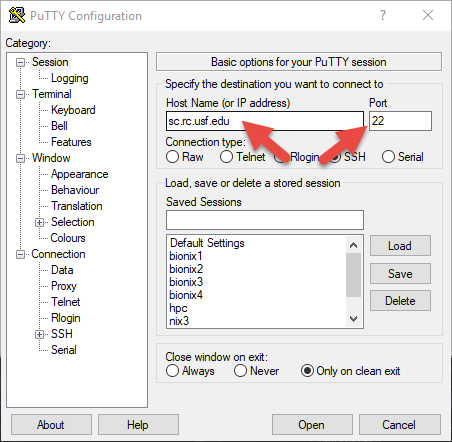 PuTTY Configuration
?
Category:
Session
Logging
Terminal
Keyboard
Bell
Features
Window
Appearance
Behaviour
Translation
Selection
Colours
Connection
Data
Proxy
Telnet
Rlogin
SSH
Serial
Basic options for your PuTTY session
Specify the destination you want to connect to
Host Name (or IP address) Port
sc.rc.usf.edu 22
Connection type:
Raw Telnet Rlogin SSH Serial
Load, save or delete a stored session
Saved Sessions
Default Settings
bionix1
bionix2
bionix3
bionix4
hpc
nix3
Load
Save
Delete
Close window on exit:
Always Never Only on clean exit
About Help Open Cancel